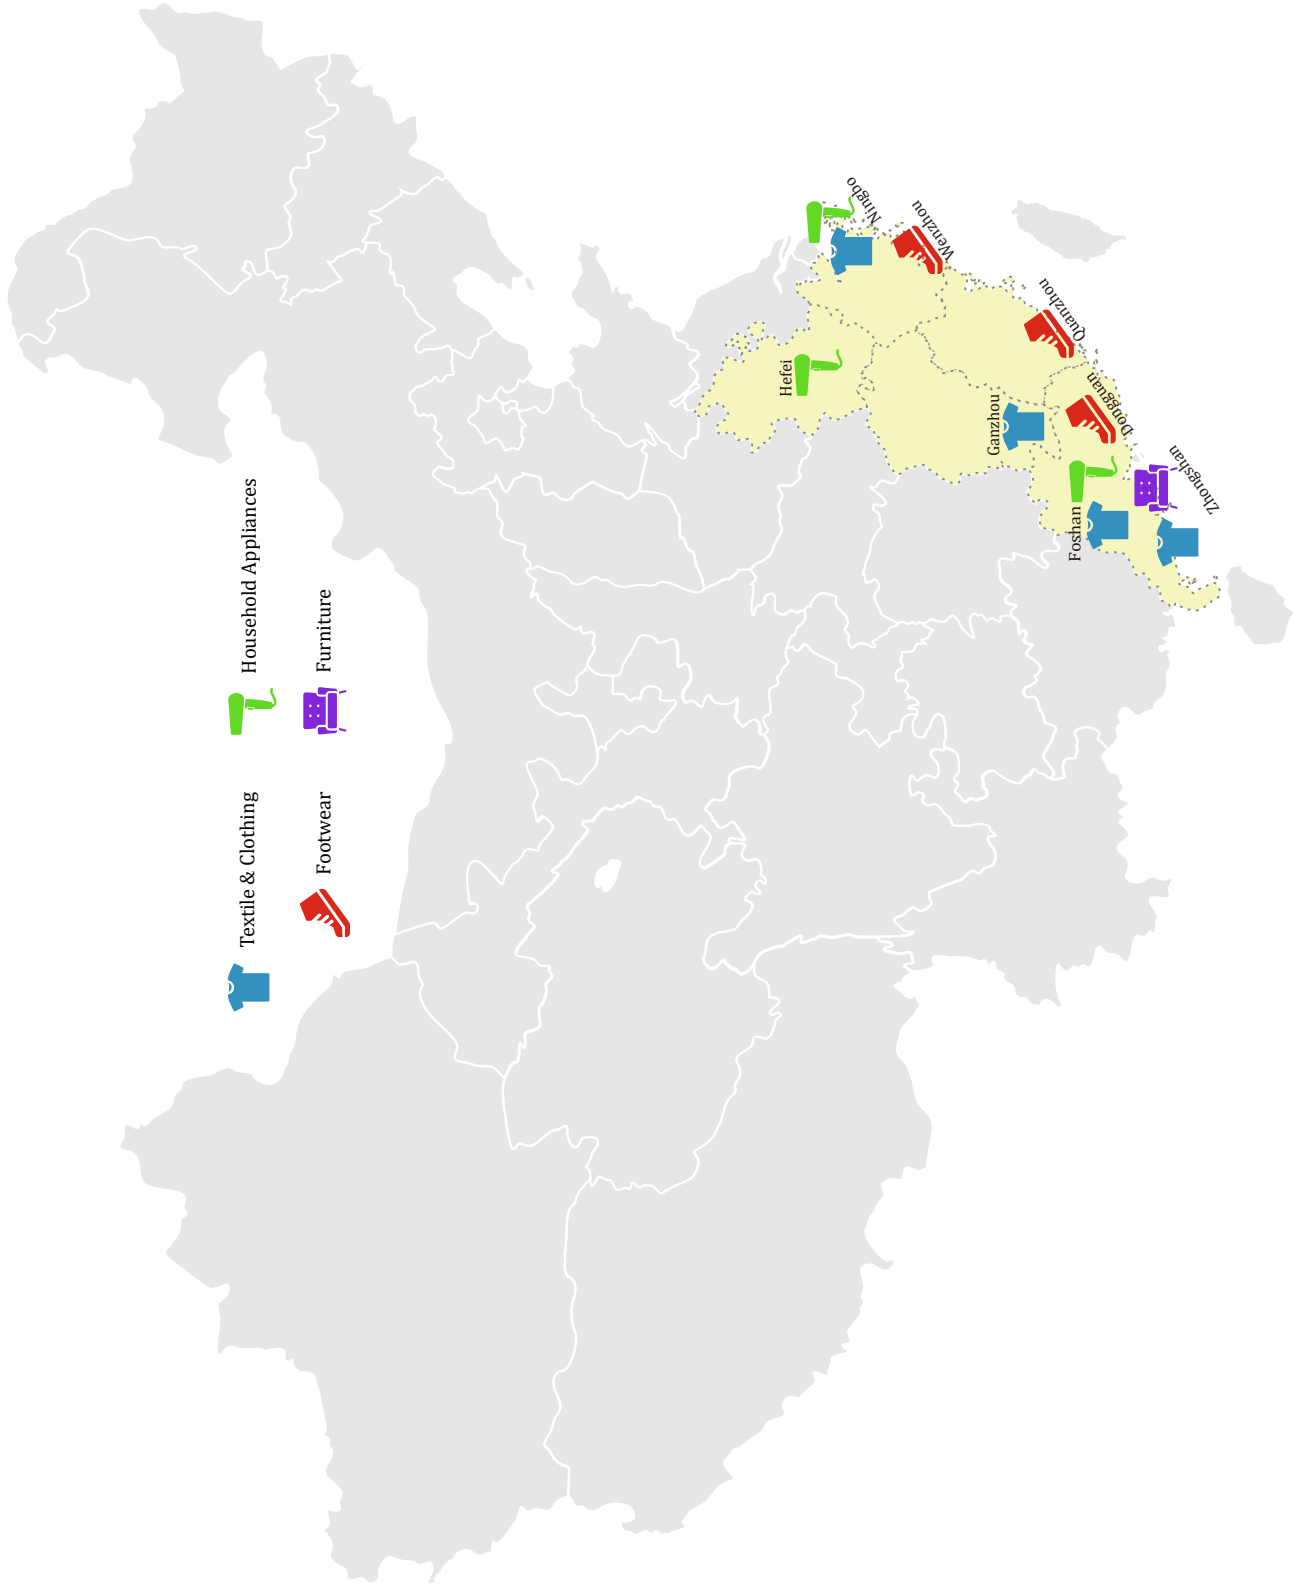 Textile & Clothing
Household Appliances
Footwear
Furniture
Hefei
Ningbo
Wenzhou
Ganzhou
Quanzhou
Foshan
Dongguan
Zhongshan